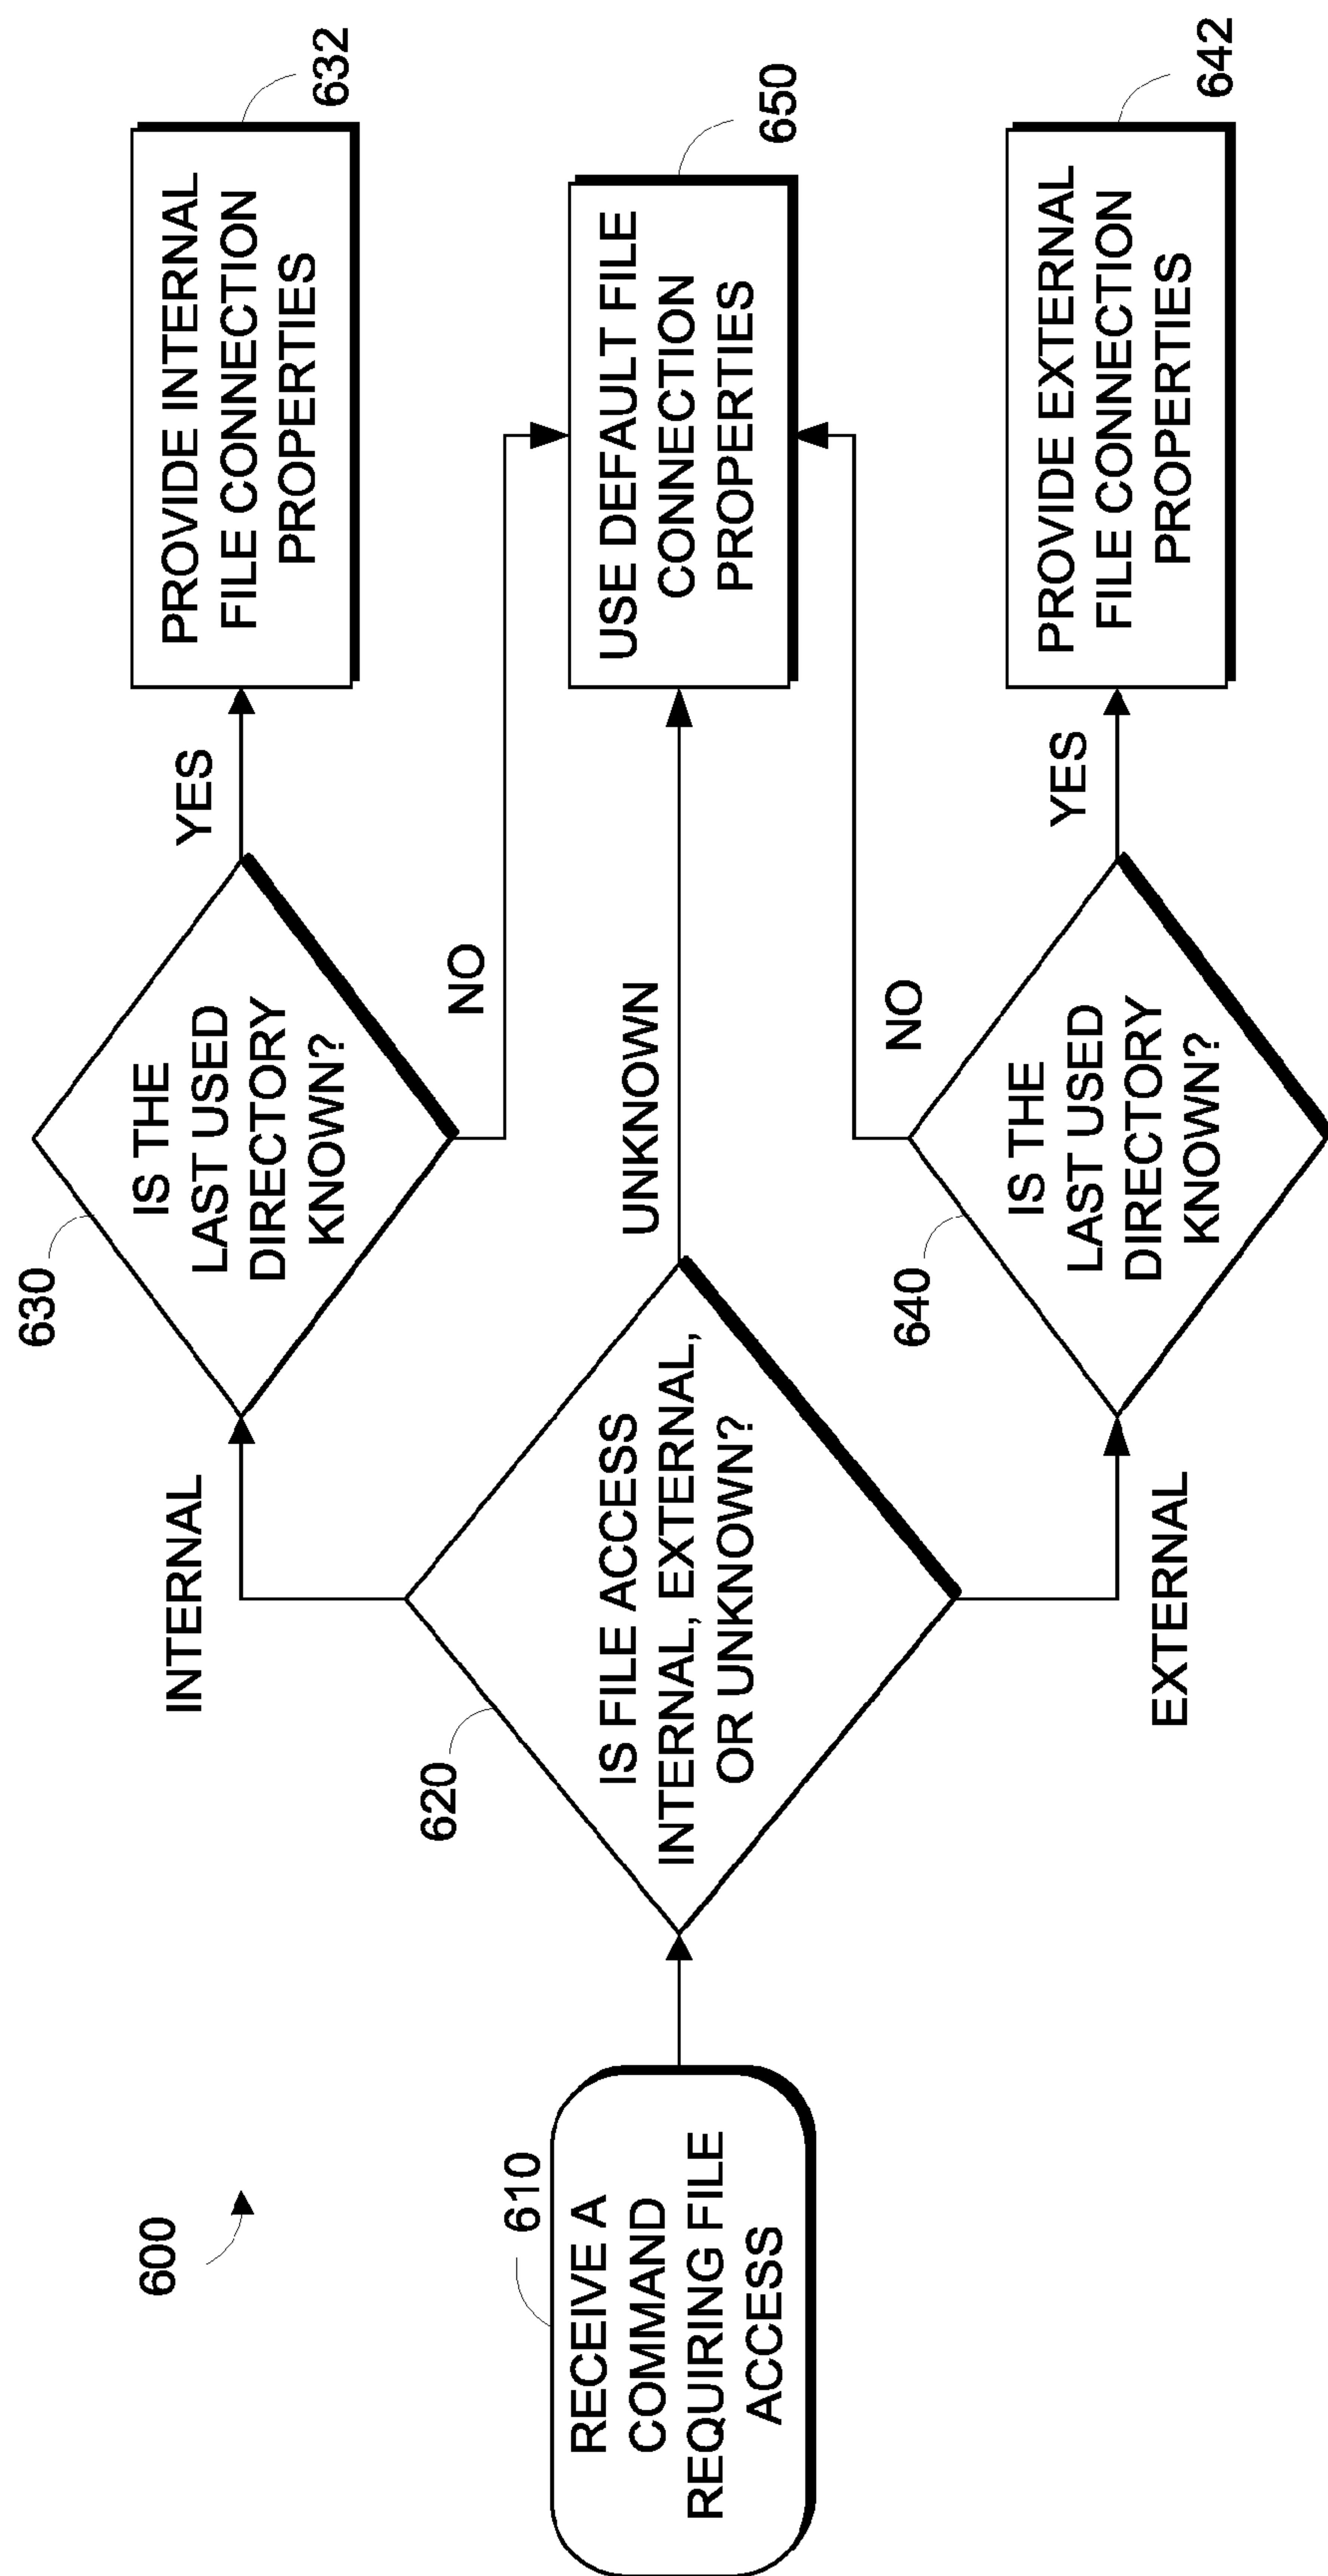 600
610
RECEIVE A
COMMAND
REQUIRING FILE
ACCESS
620
IS FILE ACCESS
INTERNAL, EXTERNAL,
OR UNKNOWN?
INTERNAL
UNKNOWN
EXTERNAL
630
IS THE
LAST USED
DIRECTORY
KNOWN?
YES
NO
632
PROVIDE INTERNAL
FILE CONNECTION
PROPERTIES
650
USE DEFAULT FILE
CONNECTION
PROPERTIES
640
IS THE
LAST USED
DIRECTORY
KNOWN?
NO
YES
642
PROVIDE EXTERNAL
FILE CONNECTION
PROPERTIES